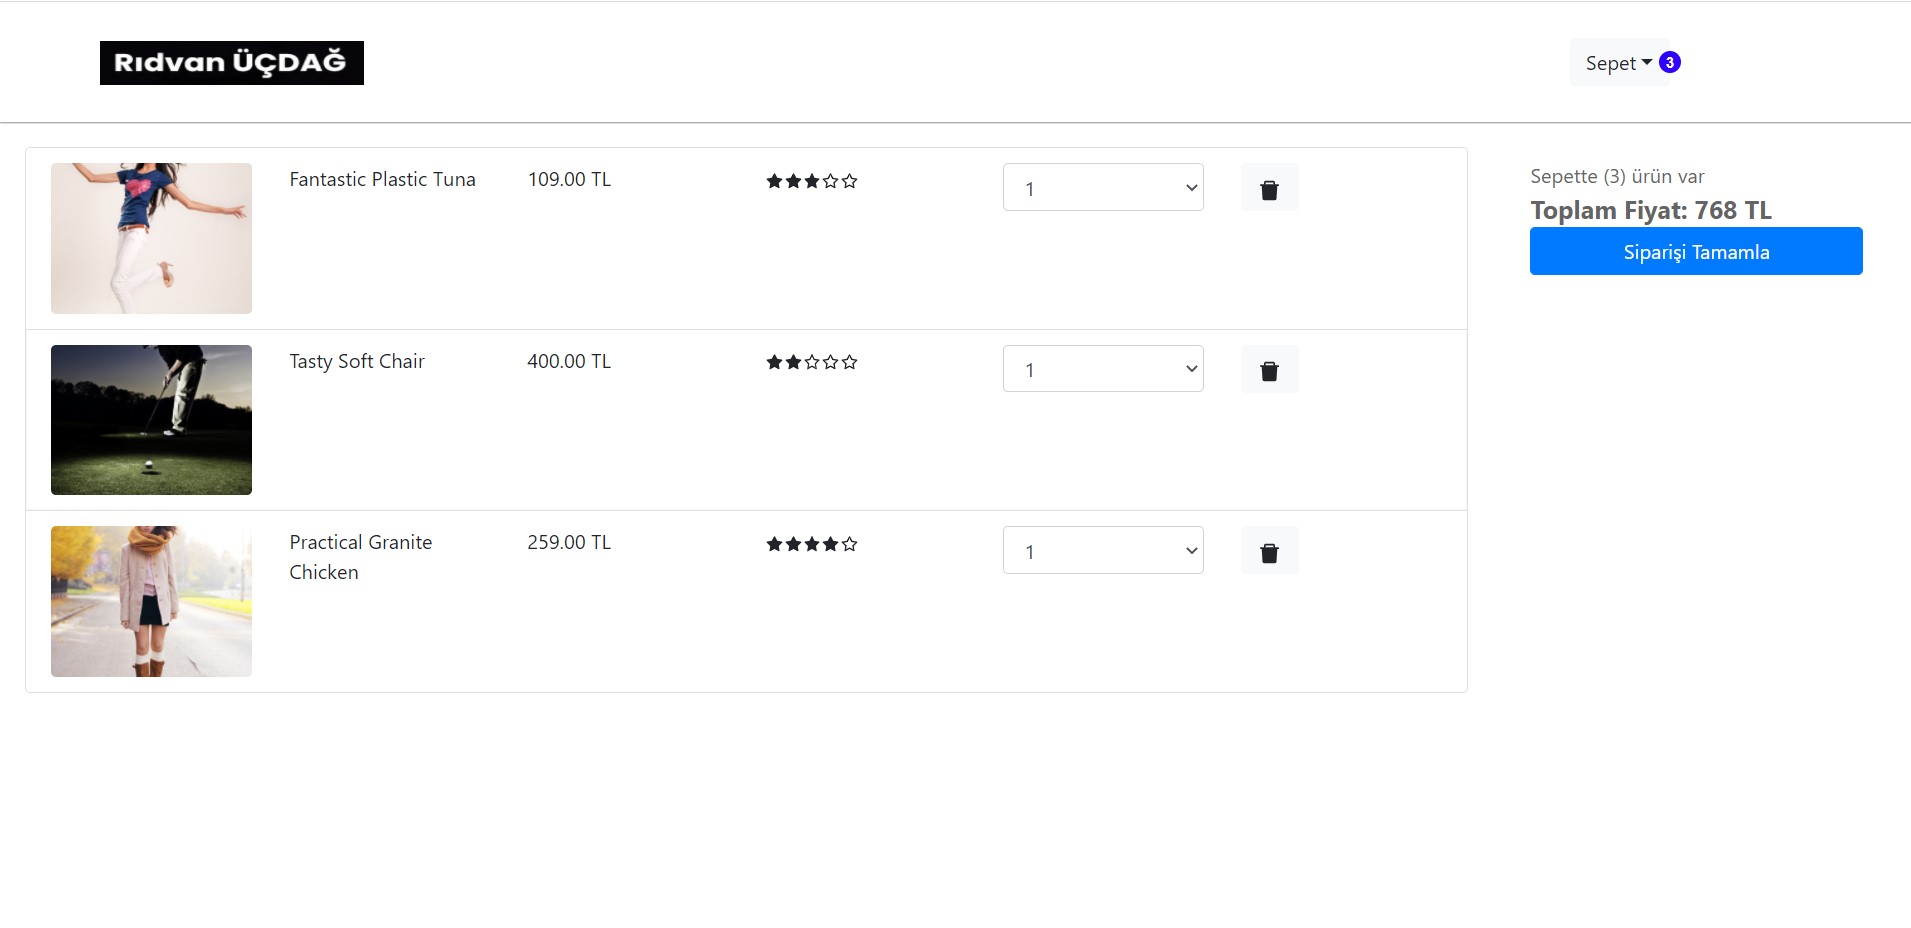 Rıdvan ÜÇDAĞ
Sepet 3
Fantastic Plastic Tuna 109.00 TL 1
Tasty Soft Chair 400.00 TL 1
Practical Granite 259.00 TL 1
Chicken
Sepette (3) ürün var
Toplam Fiyat: 768 TL
Siparişi Tamamla